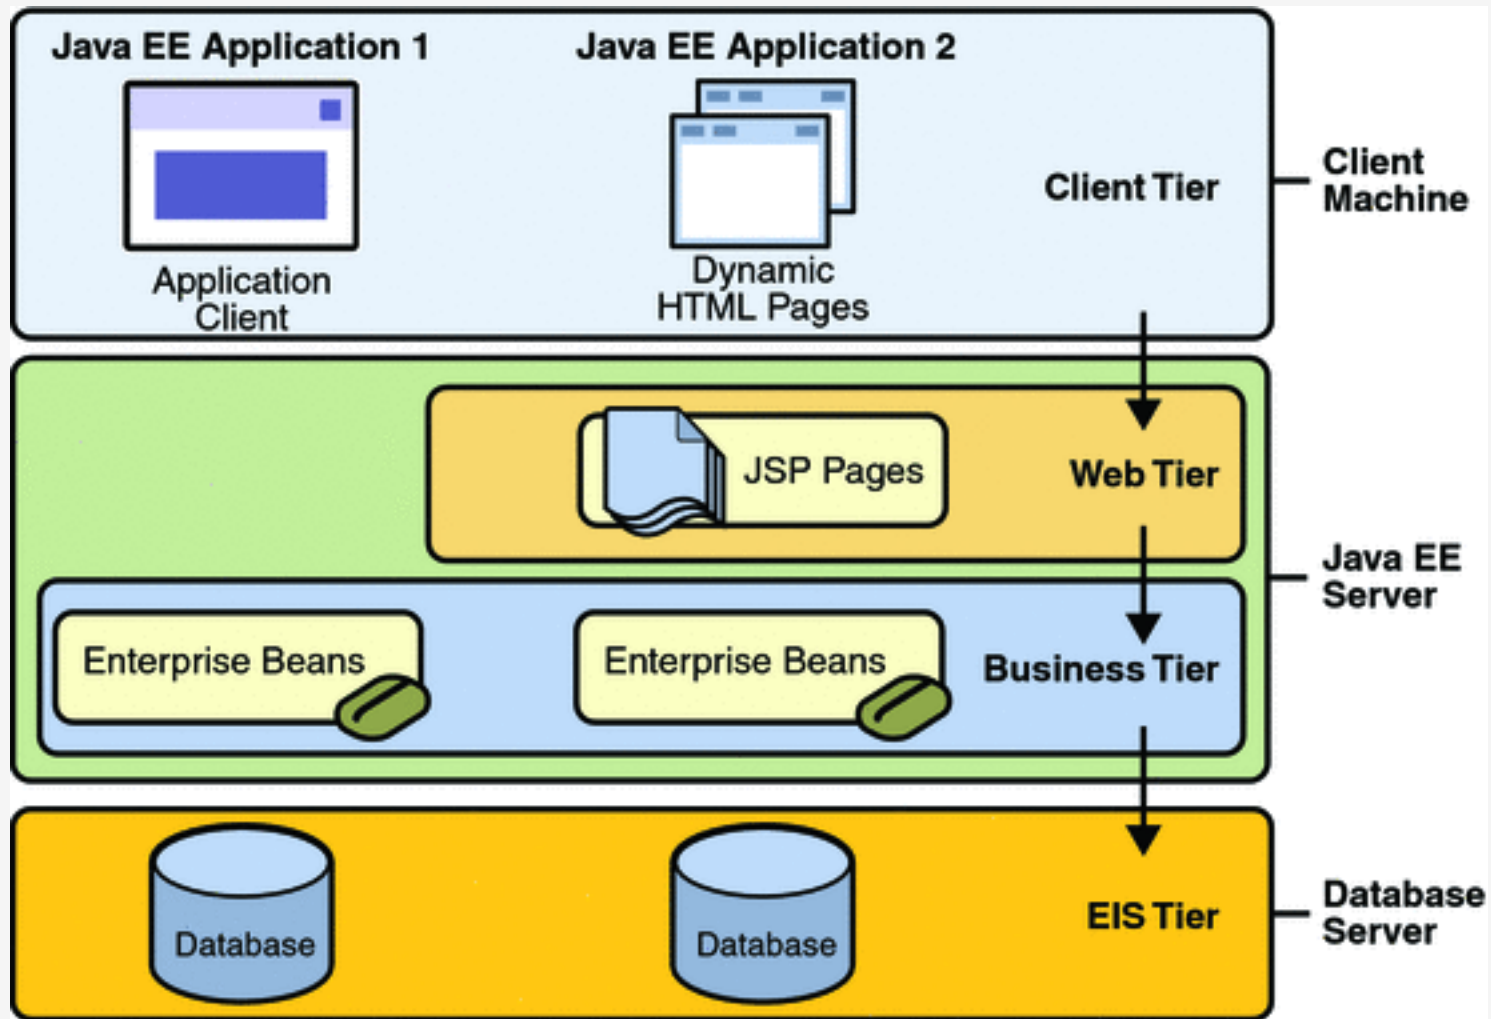 Java EE Application 1
Java EE Application 2
Application
Client
Dynamic
HTML Pages
Client Tier
Client
Machine
JSP Pages
Web Tier
Java EE
Server
Enterprise Beans
Enterprise Beans
Business Tier
Database
Database
EIS Tier
Database
Server